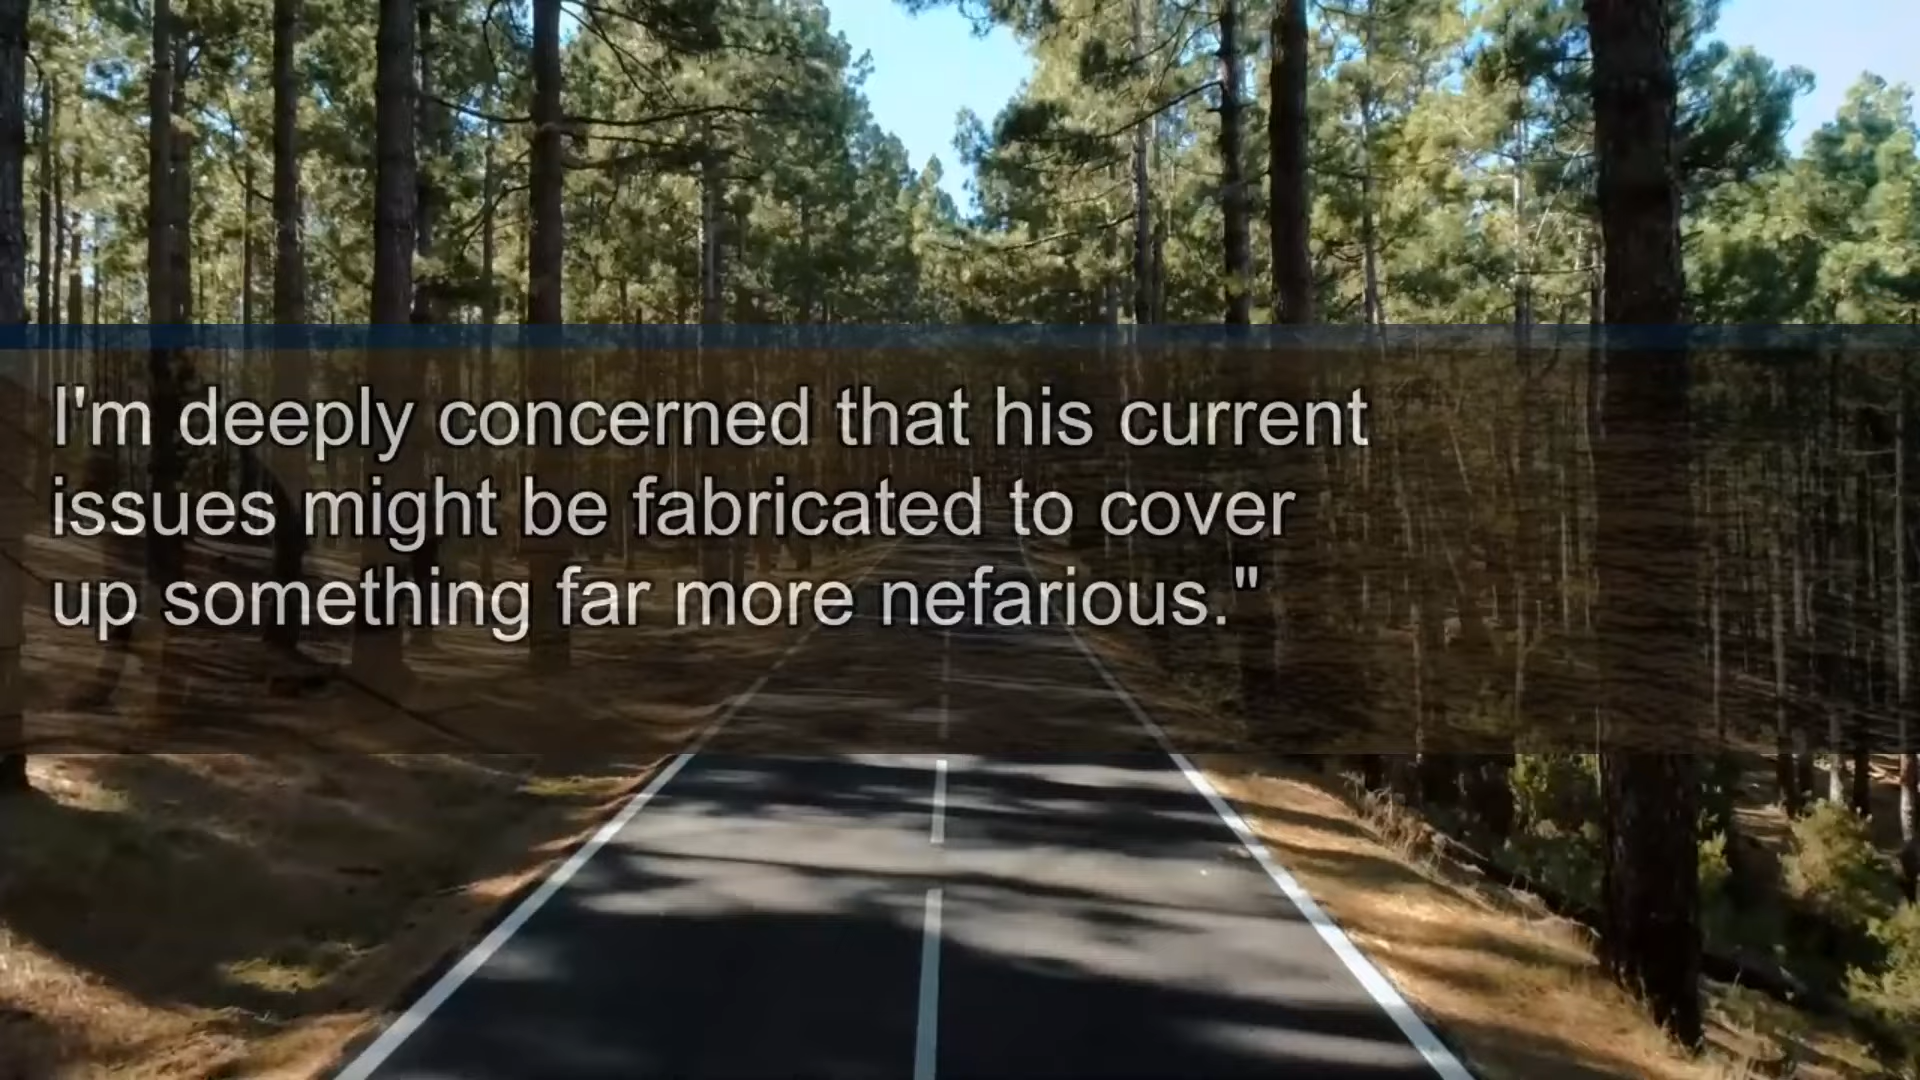 I'm deeply concerned that his current
issues might be fabricated to cover
up something far more nefarious."